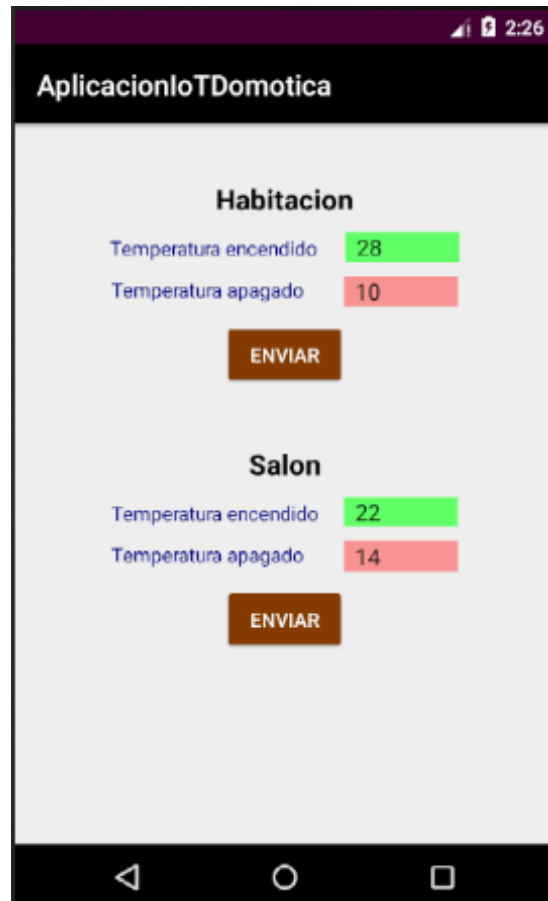 2:26
AplicacionIoTDomotica
Habitacion
Temperatura encendido 28
Temperatura apagado 10
ENVIAR
Salon
Temperatura encendido 22
Temperatura apagado 14
ENVIAR